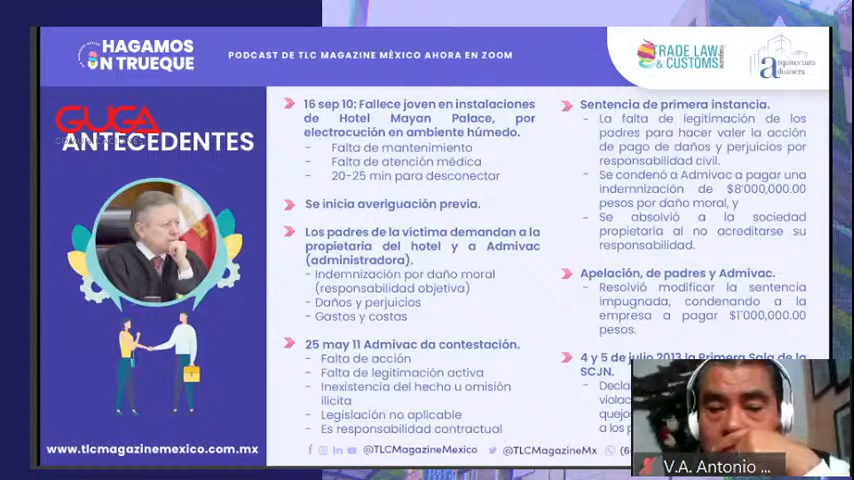 HAGAMOS
UN TRUEQUE
PODCAST DE TLC MAGAZINE MÉXICO AHORA EN ZOOM
TRADE LAW
& CUSTOMS
arquitectura
aduanera
GUGA
ANTECEDENTES
16 sep 10: Fallece joven en instalaciones
de Hotel Mayan Palace, por
electrocución en ambiente húmedo.
- Falta de mantenimiento
- Falta de atención médica
- 20-25 min para desconectar
Se inicia averiguación previa.
Los padres de la víctima demandan a la
propietaria del hotel y a Admivac
(administradora).
- Indemnización por daño moral
(responsabilidad objetiva)
- Daños y perjuicios
- Gastos y costas
25 may 11 Admivac da contestación.
- Falta de acción
- Falta de legitimación activa
- Inexistencia del hecho u omisión
ilícita
- Legislación no aplicable
- Es responsabilidad contractual
Sentencia de primera instancia.
- La falta de legitimación de los
padres para hacer valer la acción
de pago de daños y perjuicios por
responsabilidad civil.
- Se condenó a Admivac a pagar una
indemnización de $8'000,000.00
pesos por daño moral, y
- Se absolvió a la sociedad
propietaria al no acreditarse su
responsabilidad.
Apelación, de padres y Admivac.
- Resolvió modificar la sentencia
impugnada, condenando a la
empresa a pagar $1'000,000.00
pesos.
4 y 5 de julio 2013 la Primera Sala de la
SCJN.
- Decla
violac
quejo
a los p
www.tlcmagazinemexico.com.mx
@TLCMagazineMexico
@TLCMagazineMx
(6
V.A. Antonio ...